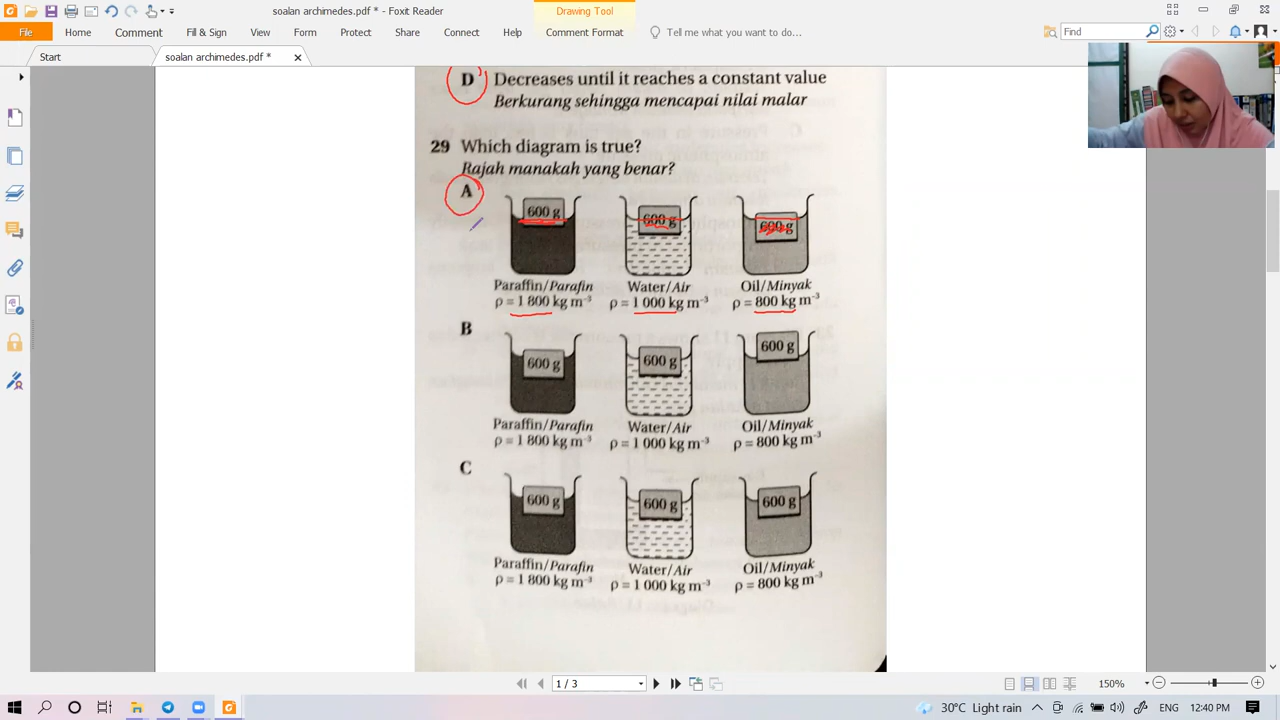 soalan archimedes.pdf * - Foxit Reader
Drawing Tool
File Home Comment Fill & Sign View Form Protect Share Connect Help Comment Format Tell me what you want to do... Find
Start soalan archimedes.pdf *
D Decreases until it reaches a constant value
Berkurang sehingga mencapai nilai malar
29 Which diagram is true?
Rajah manakah yang benar?
A
600 g 600 g 600 g
Paraffin/Parafin Water/Air Oil/Minyak
ρ = 1 800 kg m⁻³ ρ = 1 000 kg m⁻³ ρ = 800 kg m⁻³
B
600 g 600 g 600 g
Paraffin/Parafin Water/Air Oil/Minyak
ρ = 1 800 kg m⁻³ ρ = 1 000 kg m⁻³ ρ = 800 kg m⁻³
C
600 g 600 g 600 g
Paraffin/Parafin Water/Air Oil/Minyak
ρ = 1 800 kg m⁻³ ρ = 1 000 kg m⁻³ ρ = 800 kg m⁻³
1 / 3 150%
30°C Light rain ENG 12:40 PM